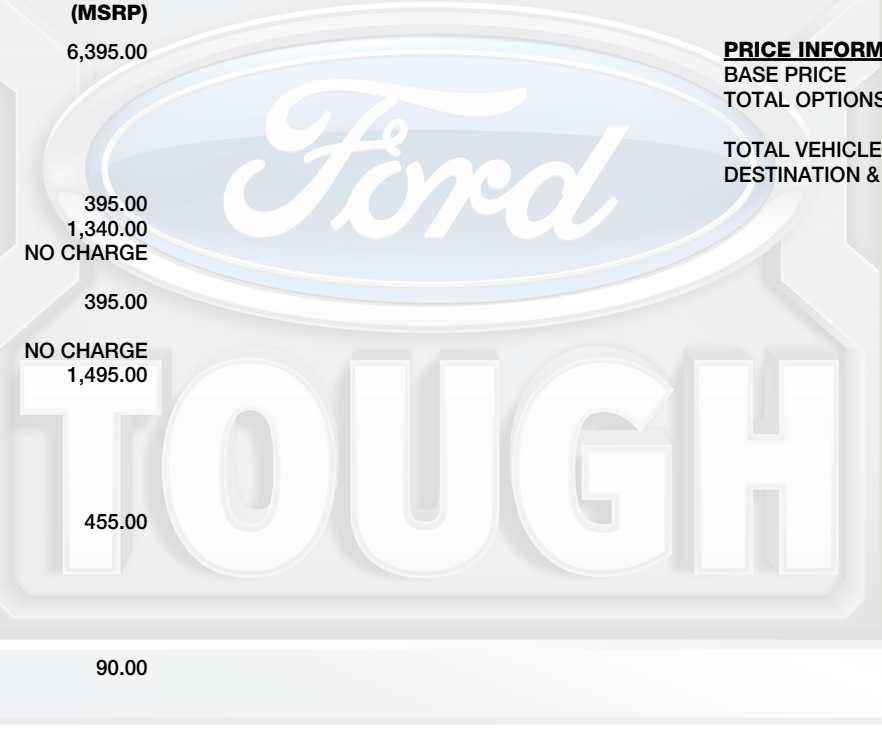 (MSRP)
6,395.00
395.00
1,340.00
NO CHARGE
395.00
NO CHARGE
1,495.00
455.00
90.00
PRICE INFORM
BASE PRICE
TOTAL OPTIONS
TOTAL VEHICLE
DESTINATION &
Ford
TOUGH